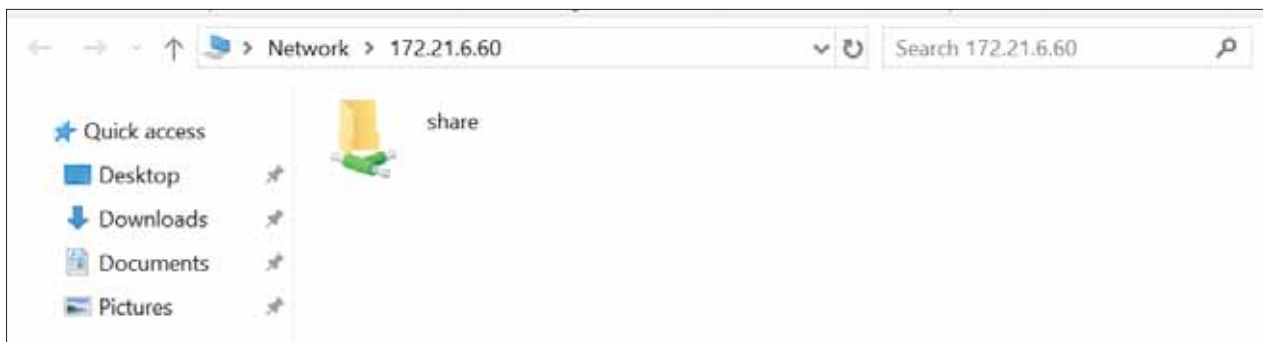 Network > 172.21.6.60
Search 172.21.6.60
Quick access
share
Desktop
Downloads
Documents
Pictures